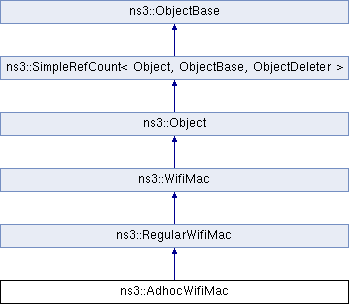 ns3::ObjectBase
ns3::SimpleRefCount< Object, ObjectBase, ObjectDeleter >
ns3::Object
ns3::WifiMac
ns3::RegularWifiMac
ns3::AdhocWifiMac